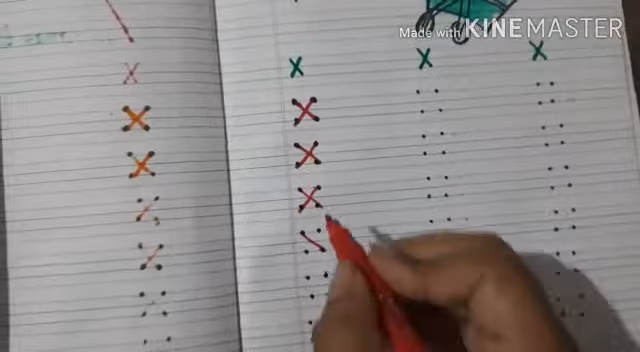 Made with KINEMASTER
x x x x
x x
x x
x